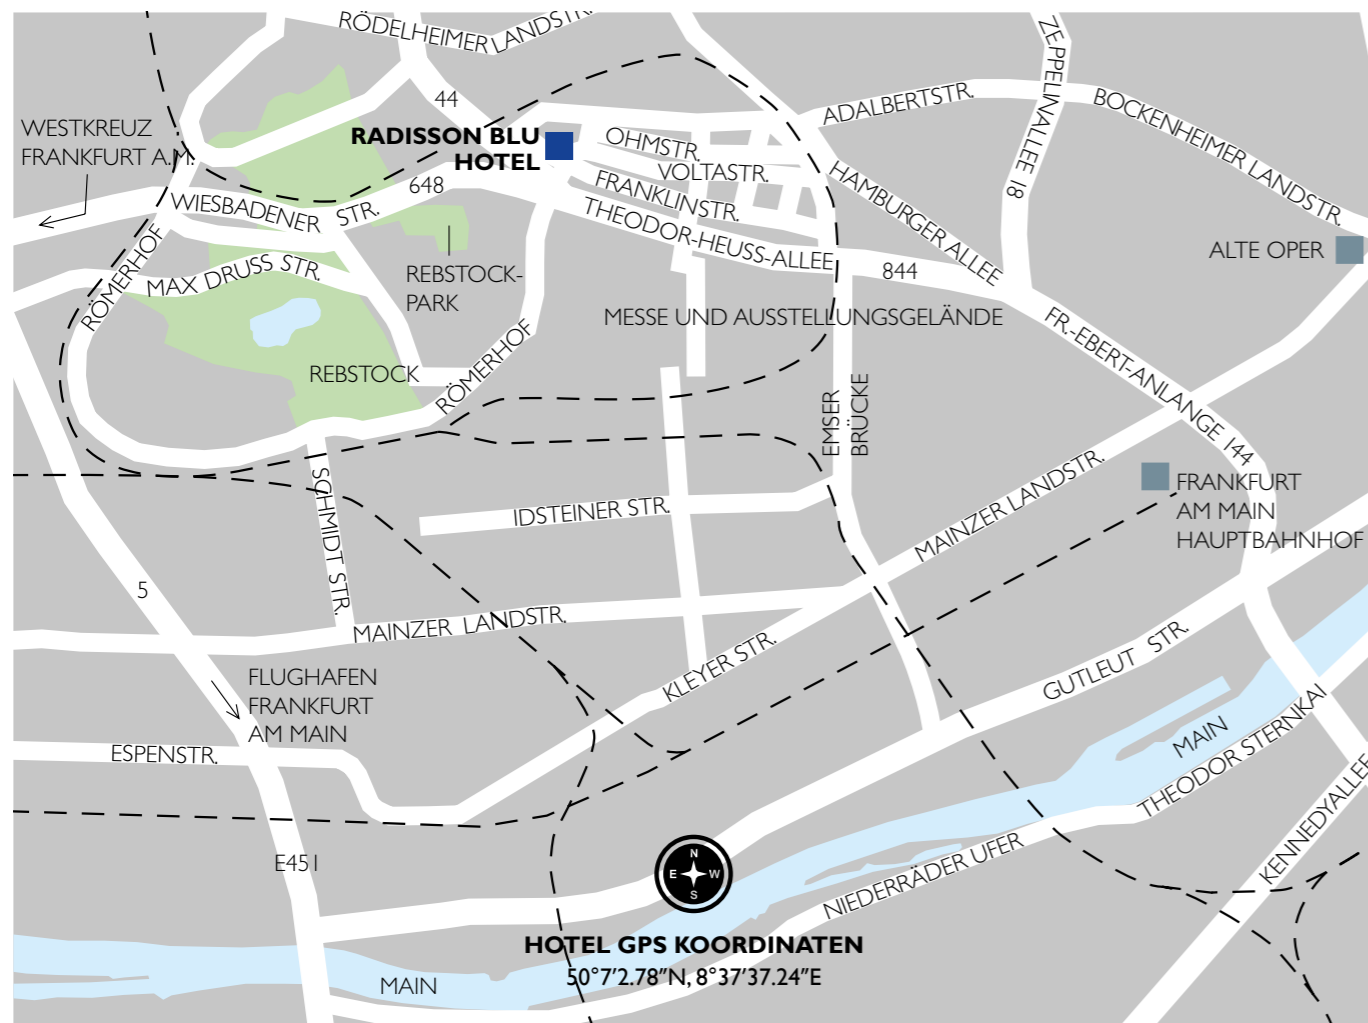 RÖDELHEIMER LANDSTR.
ZEPPELINALLEE 18
44
ADALBERTSTR.
BOCKENHEIMER LANDSTR.
WESTKREUZ
FRANKFURT A.M.
RADISSON BLU
HOTEL
OHMSTR.
VOLTASTR.
648
FRANKLINSTR.
HAMBURGER ALLEE
WIESBADENER STR.
THEODOR-HEUSS-ALLEE
ALTE OPER
844
RÖMERHOF
MAX DRUSS STR.
REBSTOCK-
PARK
MESSE UND AUSSTELLUNGSGELÄNDE
FR.-EBERT-ANLANGE 144
REBSTOCK
RÖMERHOF
EMSER
BRÜCKE
SCHMIDT STR.
IDSTEINER STR.
MAINZER LANDSTR.
FRANKFURT
AM MAIN
HAUPTBAHNHOF
5
MAINZER LANDSTR.
KLEYER STR.
GUTLEUT STR.
FLUGHAFEN
FRANKFURT
AM MAIN
ESPENSTR.
MAIN
THEODOR STERNKAI
KENNEDYALLEE
E451
N
E W
S
NIEDERRÄDER UFER
HOTEL GPS KOORDINATEN
50°7'2.78"N, 8°37'37.24"E
MAIN